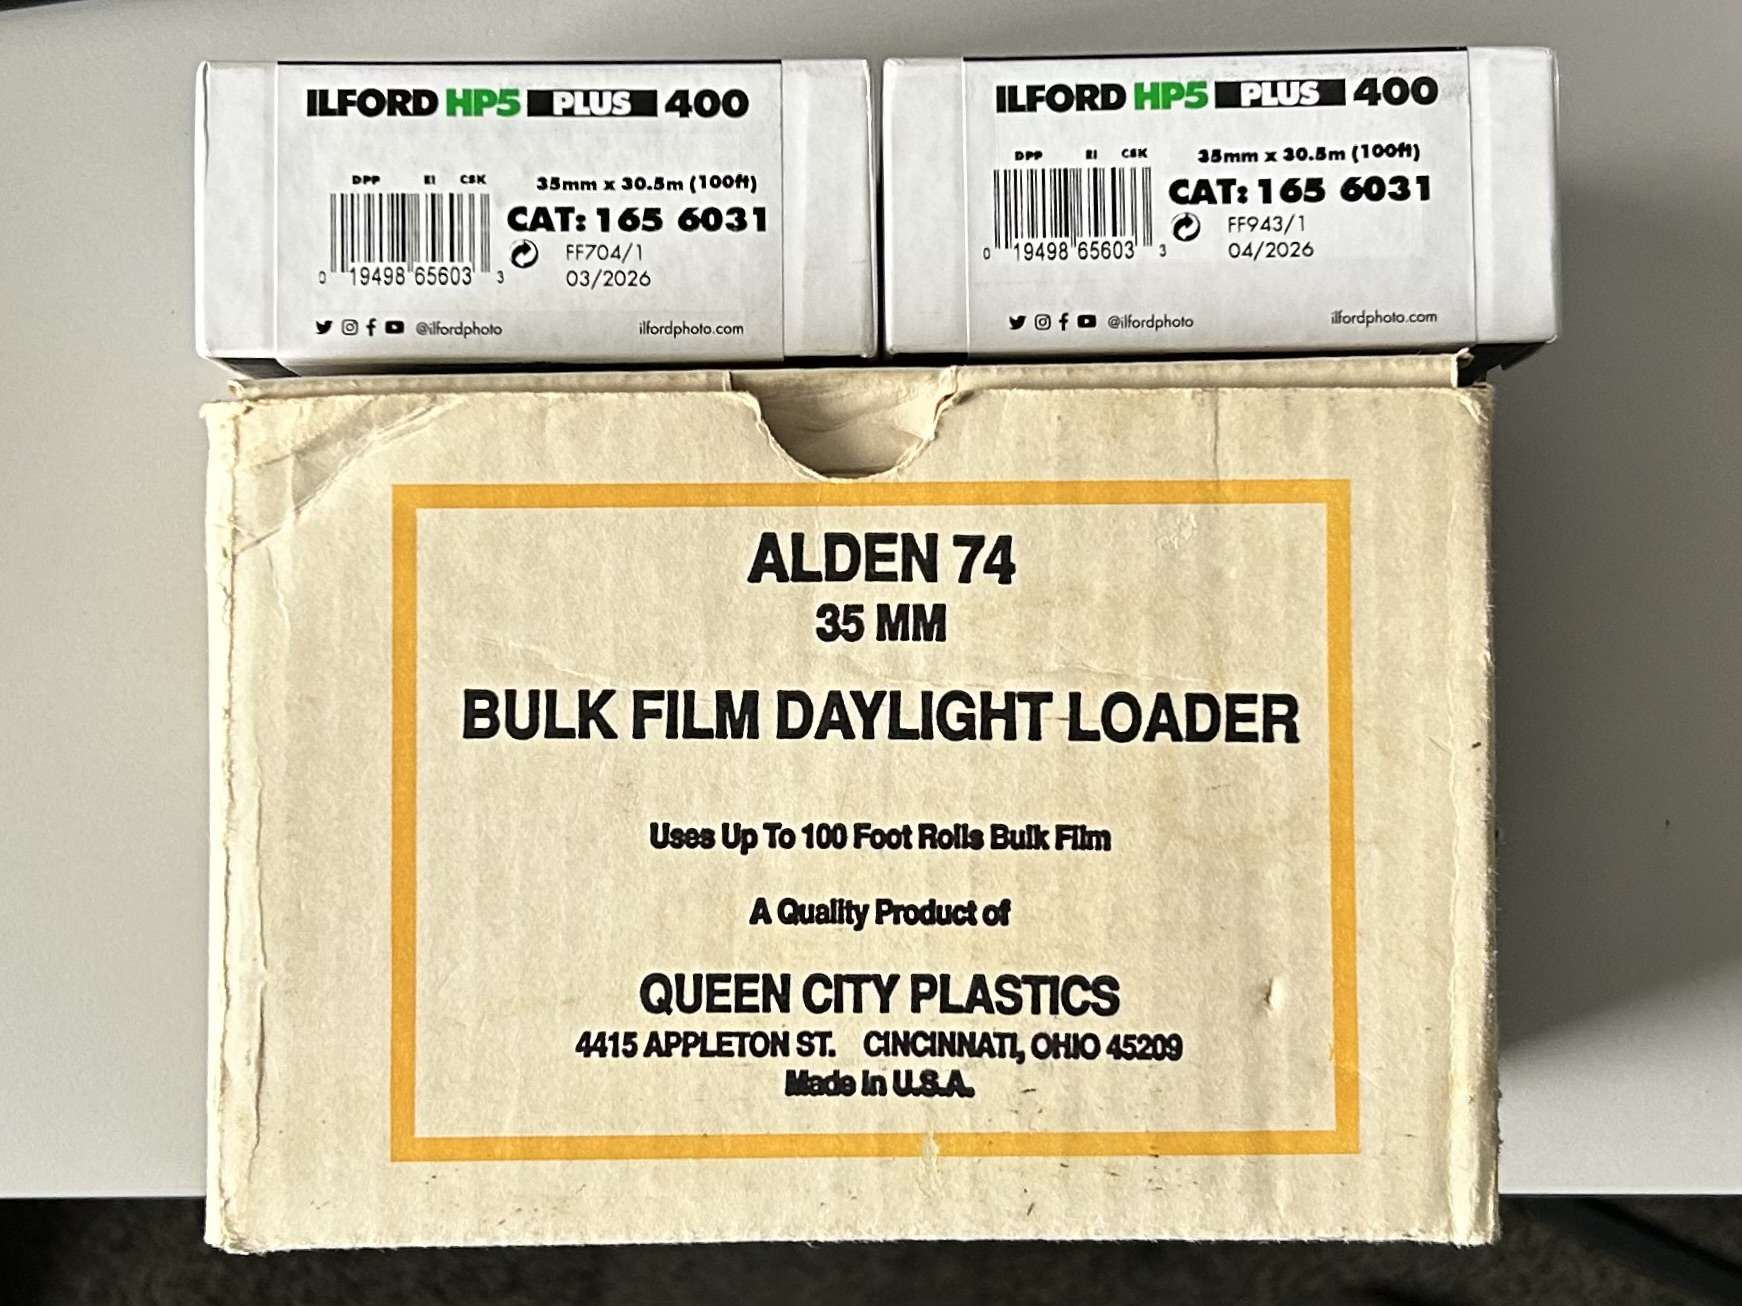 ILFORD HP5 PLUS 400
DPP EI CSK
35mm x 30.5m (100ft)
CAT: 165 6031
FF704/1
03/2026
0 19498 65603 3
@ilfordphoto
ilfordphoto.com
ILFORD HP5 PLUS 400
DPP EI CSK
35mm x 30.5m (100ft)
CAT: 165 6031
FF943/1
04/2026
0 19498 65603 3
@ilfordphoto
ilfordphoto.com
ALDEN 74
35 MM
BULK FILM DAYLIGHT LOADER
Uses Up To 100 Foot Rolls Bulk Film
A Quality Product of
QUEEN CITY PLASTICS
4415 APPLETON ST. CINCINNATI, OHIO 45209
Made in U.S.A.